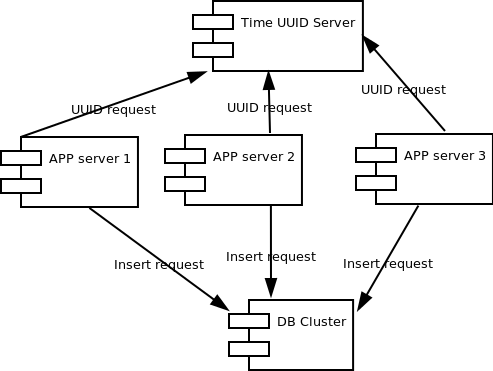 Time UUID Server
UUID request
UUID request
UUID request
APP server 1
APP server 2
APP server 3
Insert request
Insert request
Insert request
DB Cluster